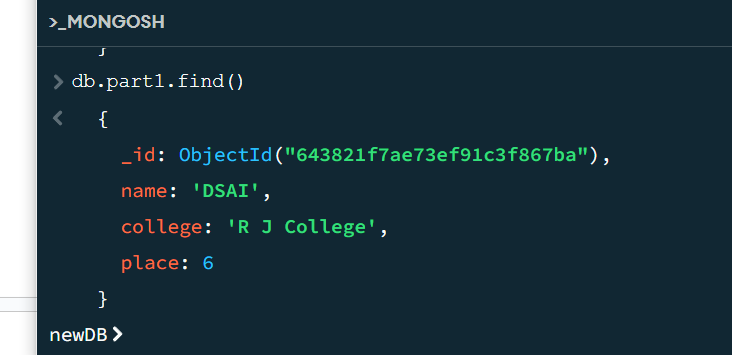 >_MONGOSH
}
> db.part1.find()
< {
_id: ObjectId("643821f7ae73ef91c3f867ba"),
name: 'DSAI',
college: 'R J College',
place: 6
}
newDB>